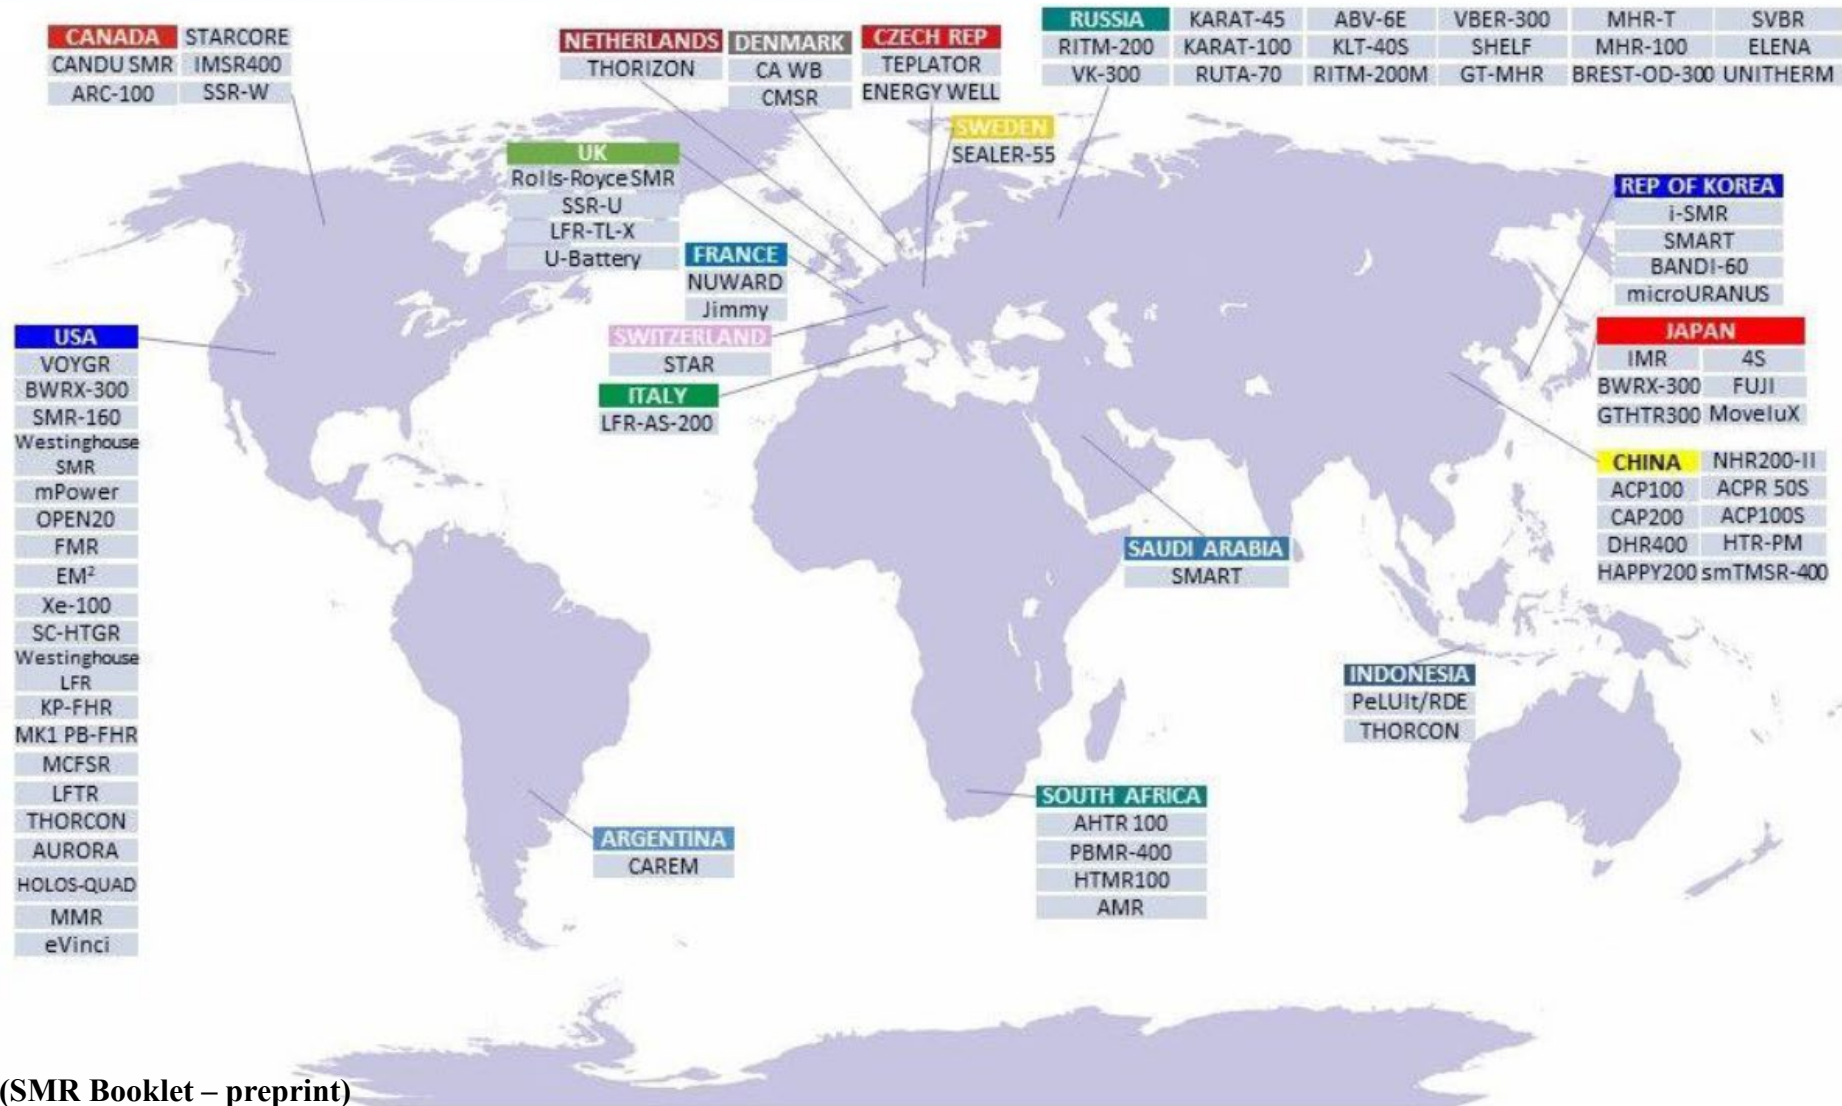 CANADA STARCORE
CANDU SMR IMSR400
ARC-100 SSR-W
NETHERLANDS
THORIZON
DENMARK
CA WB
CMSR
CZECH REP
TEPLATOR
ENERGY WELL
RUSSIA KARAT-45 ABV-6E VBER-300 MHR-T SVBR
RITM-200 KARAT-100 KLT-40S SHELF MHR-100 ELENA
VK-300 RUTA-70 RITM-200M GT-MHR BREST-OD-300 UNITHERM
SWEDEN
SEALER-55
UK
Rolls-Royce SMR
SSR-U
LFR-TL-X
U-Battery
FRANCE
NUWARD
Jimmy
SWITZERLAND
STAR
ITALY
LFR-AS-200
REP OF KOREA
i-SMR
SMART
BANDI-60
microURANUS
JAPAN
IMR 4S
BWRX-300 FUJI
GTHTR300 MoveluX
CHINA NHR200-II
ACP100 ACPR 50S
CAP200 ACP100S
DHR400 HTR-PM
HAPPY200 smTMSR-400
USA
VOYGR
BWRX-300
SMR-160
Westinghouse
SMR
mPower
OPEN20
FMR
EM²
Xe-100
SC-HTGR
Westinghouse
LFR
KP-FHR
MK1 PB-FHR
MCFSR
LFTR
THORCON
AURORA
HOLOS-QUAD
MMR
eVinci
SAUDI ARABIA
SMART
INDONESIA
PeLUIt/RDE
THORCON
SOUTH AFRICA
AHTR 100
PBMR-400
HTMR100
AMR
ARGENTINA
CAREM
(SMR Booklet – preprint)